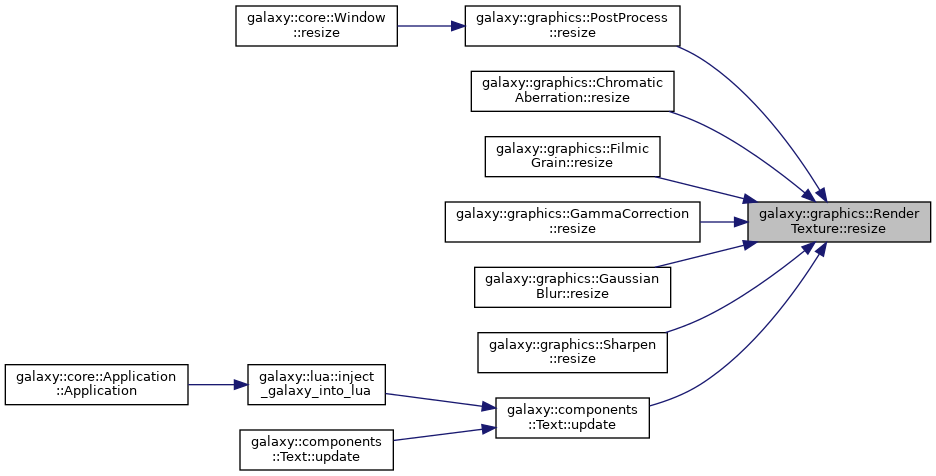 galaxy::core::Window
::resize
galaxy::graphics::PostProcess
::resize
galaxy::graphics::Chromatic
Aberration::resize
galaxy::graphics::Filmic
Grain::resize
galaxy::graphics::GammaCorrection
::resize
galaxy::graphics::Render
Texture::resize
galaxy::graphics::Gaussian
Blur::resize
galaxy::graphics::Sharpen
::resize
galaxy::core::Application
::Application
galaxy::lua::inject
_galaxy_into_lua
galaxy::components
::Text::update
galaxy::components
::Text::update